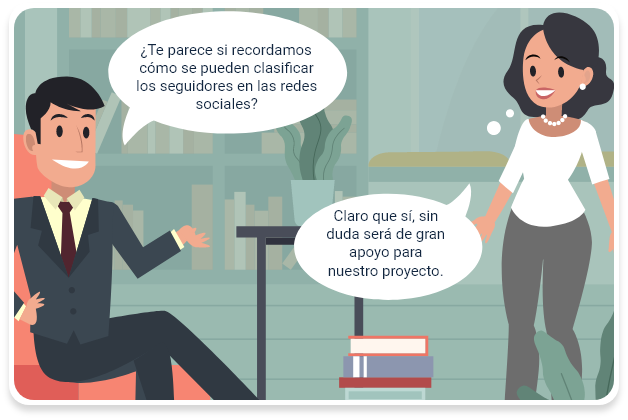 ¿Te parece si recordamos
cómo se pueden clasificar
los seguidores en las redes
sociales?
Claro que sí, sin
duda será de gran
apoyo para
nuestro proyecto.